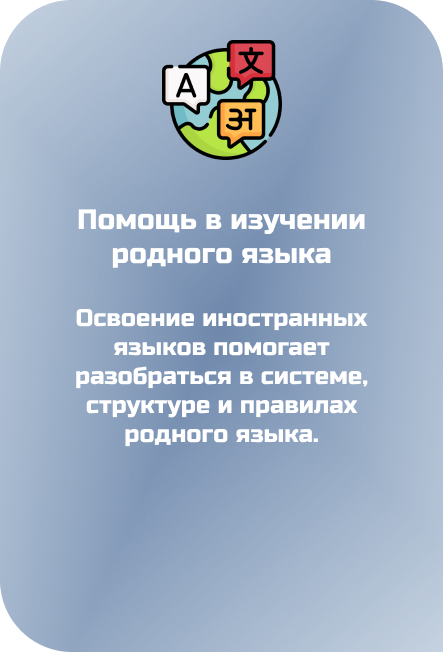 A
文
अ
Помощь в изучении
родного языка
Освоение иностранных
языков помогает
разобраться в системе,
структуре и правилах
родного языка.